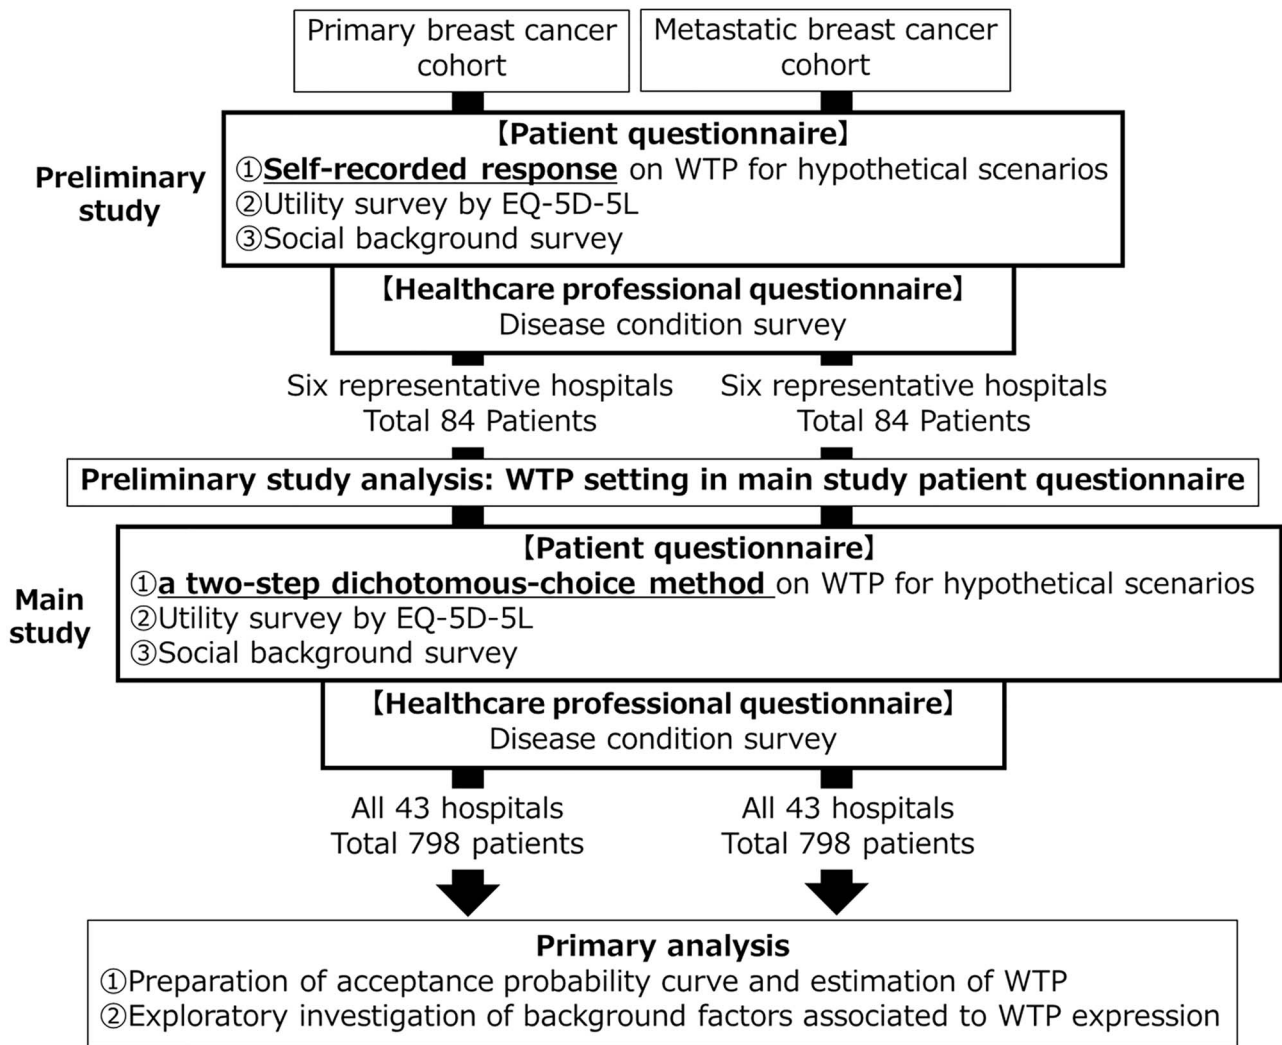 Primary breast cancer
cohort
Metastatic breast cancer
cohort
Preliminary
study
【Patient questionnaire】
①Self-recorded response on WTP for hypothetical scenarios
②Utility survey by EQ-5D-5L
③Social background survey
【Healthcare professional questionnaire】
Disease condition survey
Six representative hospitals
Total 84 Patients
Six representative hospitals
Total 84 Patients
Preliminary study analysis: WTP setting in main study patient questionnaire
Main
study
【Patient questionnaire】
①a two-step dichotomous-choice method on WTP for hypothetical scenarios
②Utility survey by EQ-5D-5L
③Social background survey
【Healthcare professional questionnaire】
Disease condition survey
All 43 hospitals
Total 798 patients
All 43 hospitals
Total 798 patients
Primary analysis
①Preparation of acceptance probability curve and estimation of WTP
②Exploratory investigation of background factors associated to WTP expression